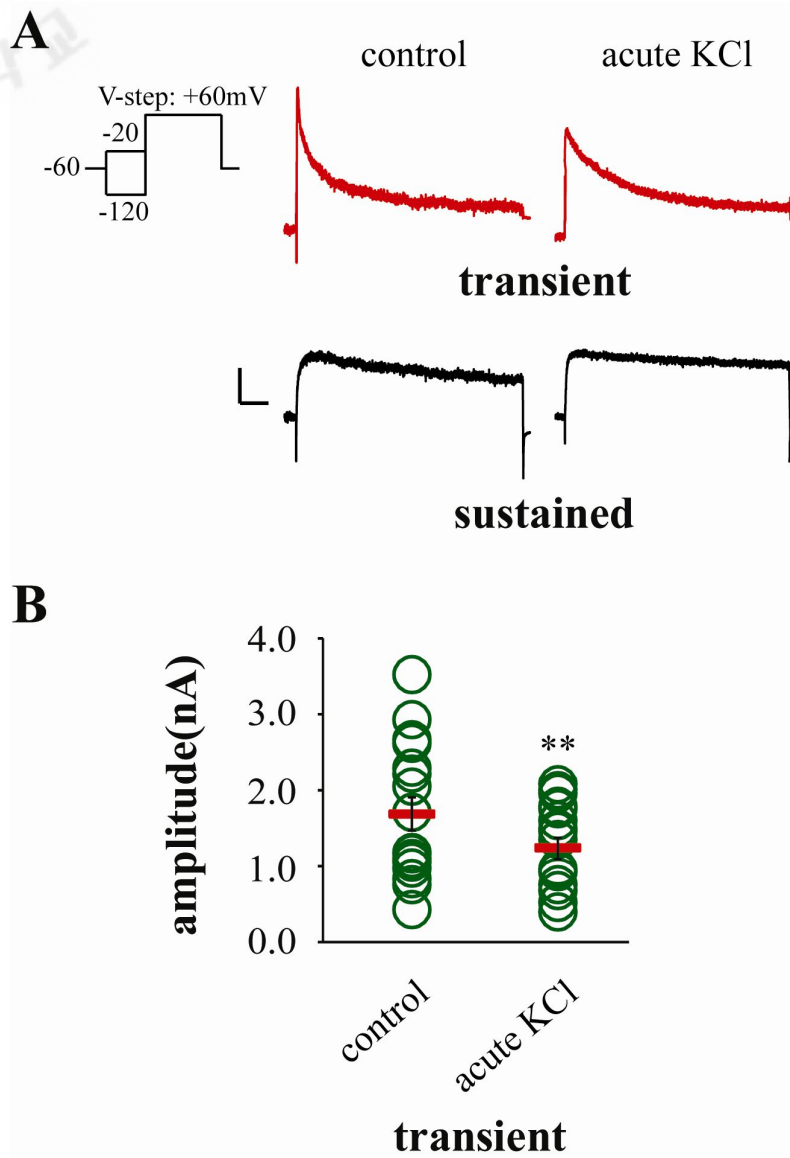 A
control
acute KCl
V-step: +60mV
-20
-60
-120
transient
sustained
B
amplitude(nA)
4.0
3.0
2.0
1.0
0.0
**
control
acute KCl
transient